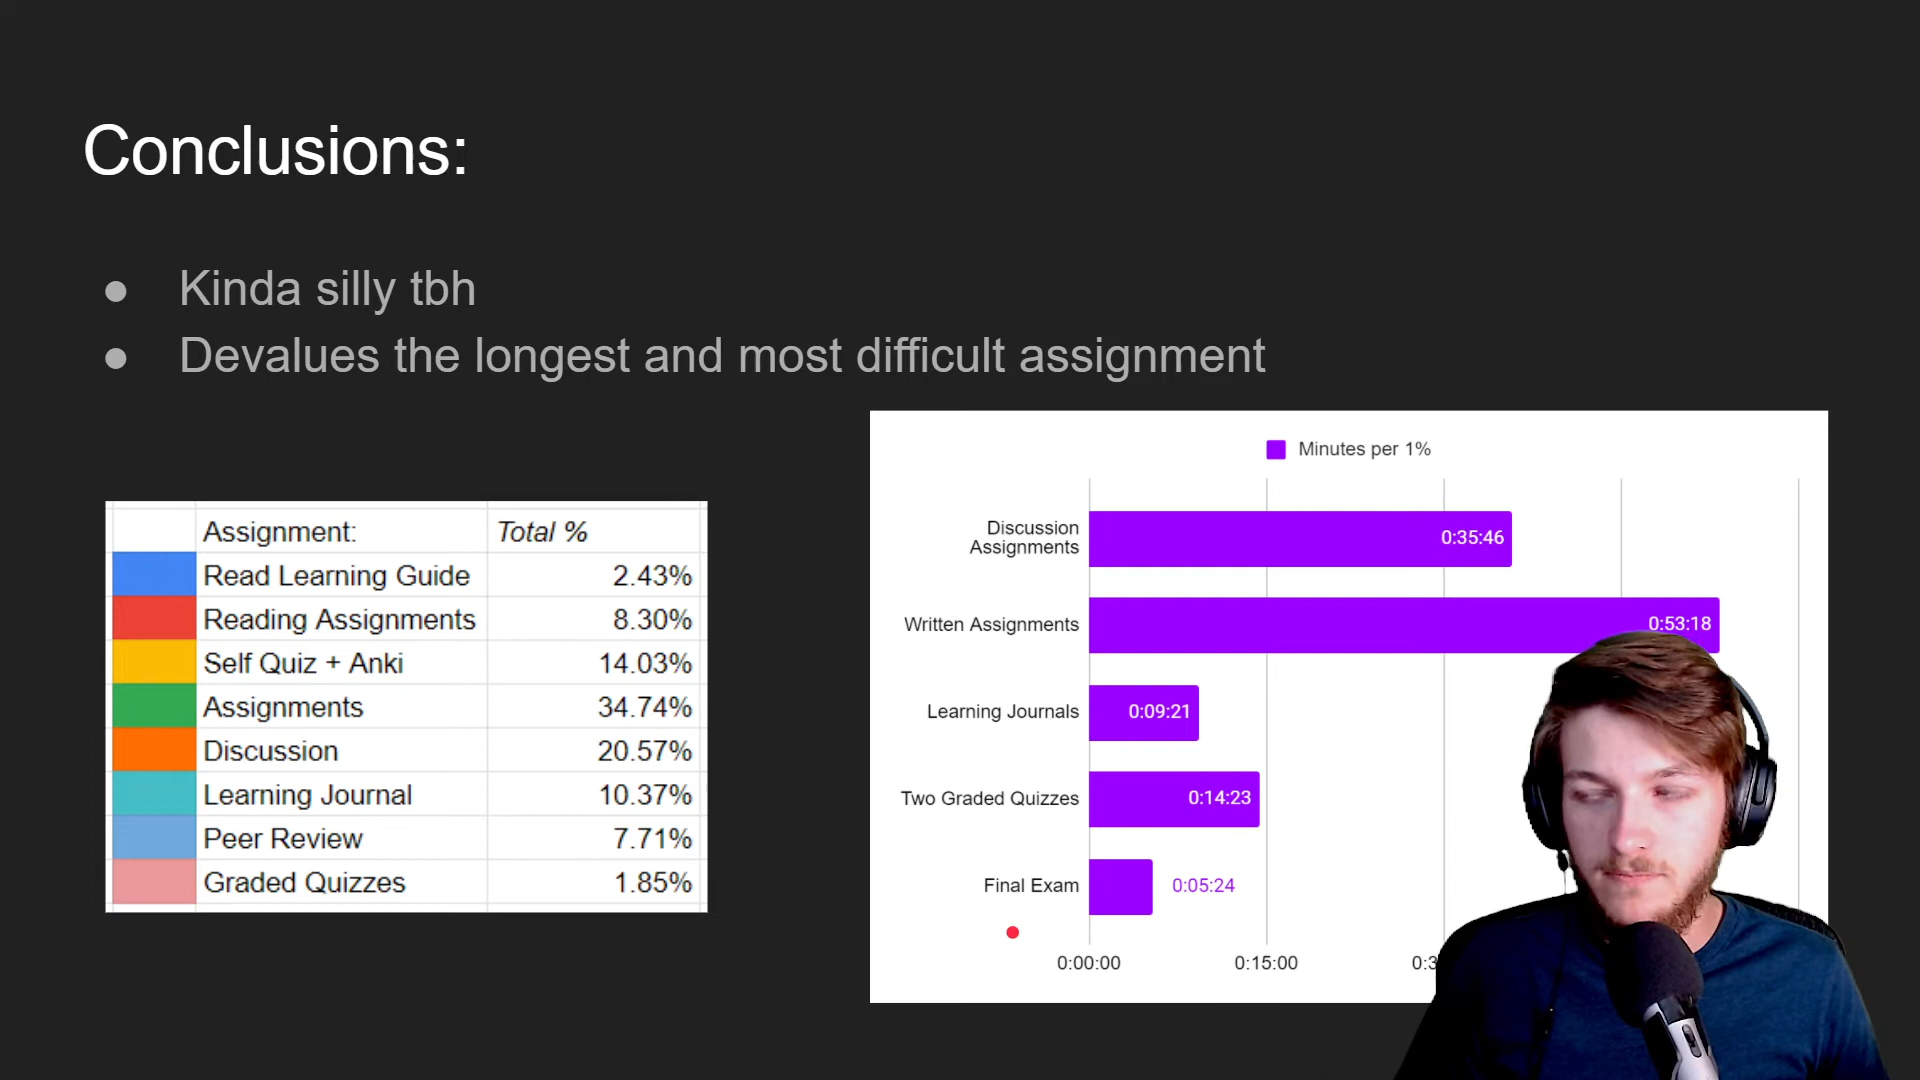 Conclusions:
● Kinda silly tbh
● Devalues the longest and most difficult assignment
Assignment: Total %
Read Learning Guide 2.43%
Reading Assignments 8.30%
Self Quiz + Anki 14.03%
Assignments 34.74%
Discussion 20.57%
Learning Journal 10.37%
Peer Review 7.71%
Graded Quizzes 1.85%
Minutes per 1%
Discussion
Assignments 0:35:46
Written Assignments 0:53:18
Learning Journals 0:09:21
Two Graded Quizzes 0:14:23
Final Exam 0:05:24
0:00:00 0:15:00